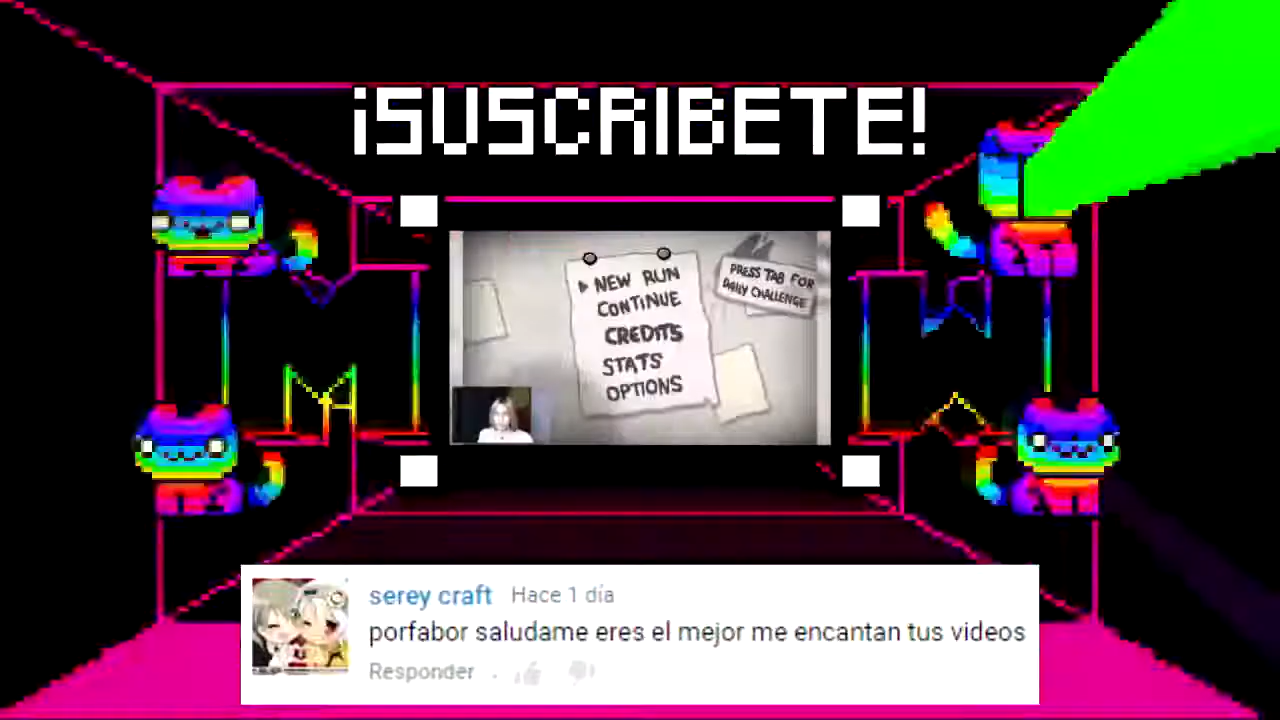 ¡SUSCRIBETE!
NEW RUN
CONTINUE
CREDITS
STATS
OPTIONS
PRESS TAB FOR
DAILY CHALLENGE
serey craft Hace 1 día
porfabor saludame eres el mejor me encantan tus videos
Responder